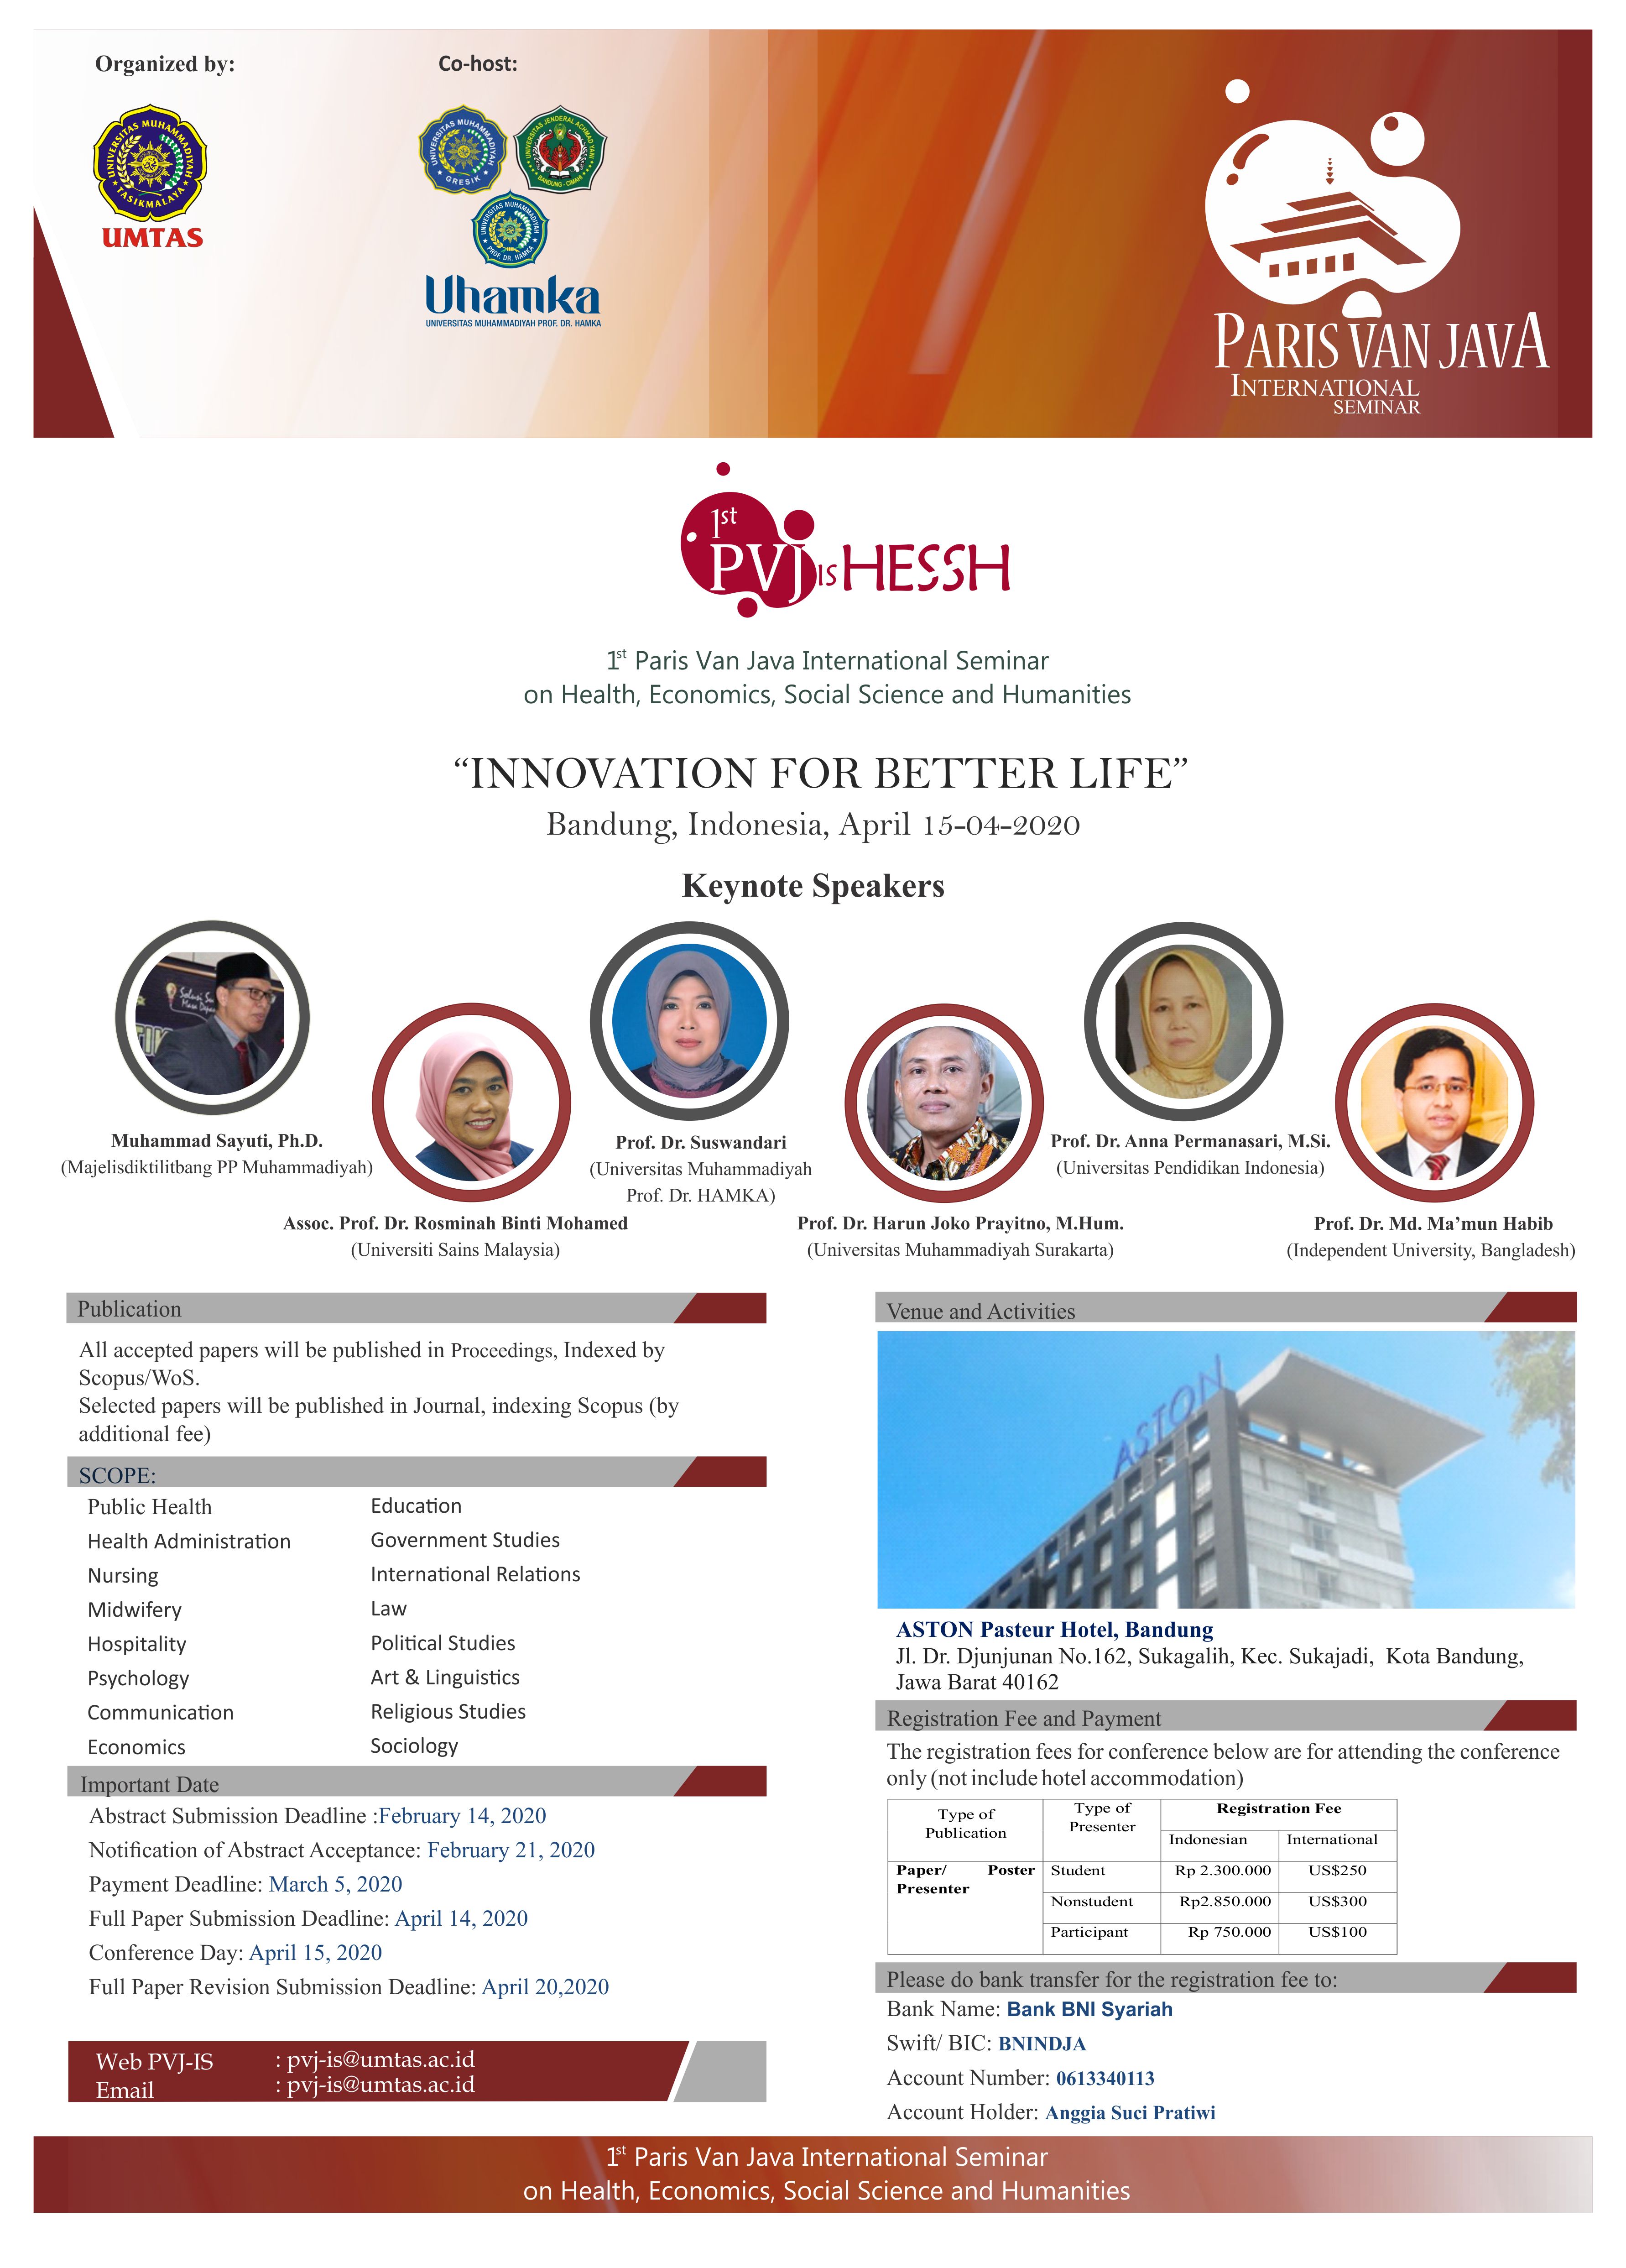 Organized by:
Co-host:
UNIVERSITAS MUHAMMADIYAH
TASIKMALAYA
UMTAS
UNIVERSITAS MUHAMMADIYAH
GRESIK
UNIVERSITAS JENDERAL ACHMAD YANI
BANDUNG - CIMAHI
UNIVERSITAS MUHAMMADIYAH
PROF. DR. HAMKA
Uhamka
UNIVERSITAS MUHAMMADIYAH PROF. DR. HAMKA
PARIS VAN JAVA
INTERNATIONAL
SEMINAR
1st
PVJ IS HESSH
1st Paris Van Java International Seminar
on Health, Economics, Social Science and Humanities
“INNOVATION FOR BETTER LIFE”
Bandung, Indonesia, April 15-04-2020
Keynote Speakers
Muhammad Sayuti, Ph.D.
(Majelisdiktilitbang PP Muhammadiyah)
Assoc. Prof. Dr. Rosminah Binti Mohamed
(Universiti Sains Malaysia)
Prof. Dr. Suswandari
(Universitas Muhammadiyah
Prof. Dr. HAMKA)
Prof. Dr. Harun Joko Prayitno, M.Hum.
(Universitas Muhammadiyah Surakarta)
Prof. Dr. Anna Permanasari, M.Si.
(Universitas Pendidikan Indonesia)
Prof. Dr. Md. Ma’mun Habib
(Independent University, Bangladesh)
Publication
All accepted papers will be published in Proceedings, Indexed by
Scopus/WoS.
Selected papers will be published in Journal, indexing Scopus (by
additional fee)
SCOPE:
Public Health
Health Administration
Nursing
Midwifery
Hospitality
Psychology
Communication
Economics
Education
Government Studies
International Relations
Law
Political Studies
Art & Linguistics
Religious Studies
Sociology
Important Date
Abstract Submission Deadline :February 14, 2020
Notification of Abstract Acceptance: February 21, 2020
Payment Deadline: March 5, 2020
Full Paper Submission Deadline: April 14, 2020
Conference Day: April 15, 2020
Full Paper Revision Submission Deadline: April 20,2020
Web PVJ-IS : pvj-is@umtas.ac.id
Email : pvj-is@umtas.ac.id
Venue and Activities
ASTON
ASTON Pasteur Hotel, Bandung
Jl. Dr. Djunjunan No.162, Sukagalih, Kec. Sukajadi, Kota Bandung,
Jawa Barat 40162
Registration Fee and Payment
The registration fees for conference below are for attending the conference
only (not include hotel accommodation)
Type of Publication Type of Presenter Registration Fee
Indonesian International
Paper/ Poster Presenter Student Rp 2.300.000 US$250
Nonstudent Rp2.850.000 US$300
Participant Rp 750.000 US$100
Please do bank transfer for the registration fee to:
Bank Name: Bank BNI Syariah
Swift/ BIC: BNINDJA
Account Number: 0613340113
Account Holder: Anggia Suci Pratiwi
1st Paris Van Java International Seminar
on Health, Economics, Social Science and Humanities